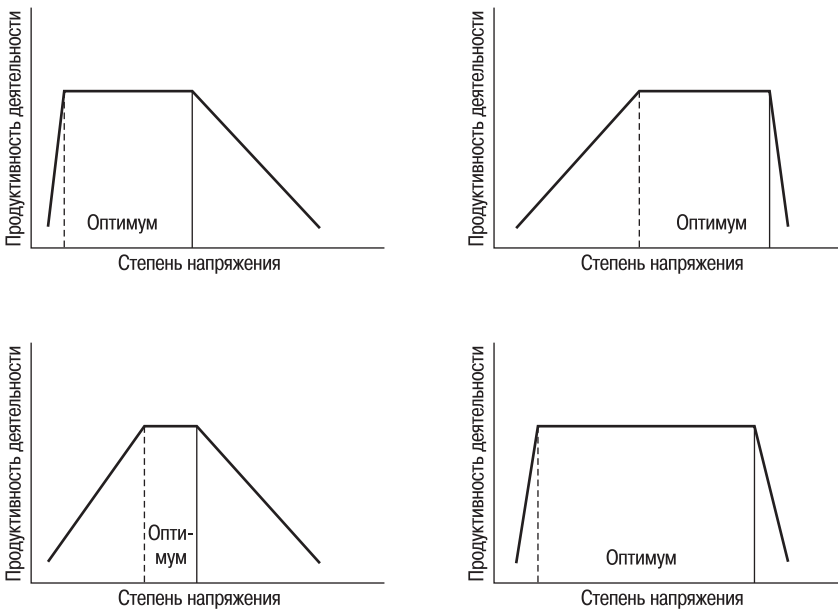 Продуктивность деятельности
Оптимум
Степень напряжения
Продуктивность деятельности
Оптимум
Степень напряжения
Продуктивность деятельности
Опти-
мум
Степень напряжения
Продуктивность деятельности
Оптимум
Степень напряжения